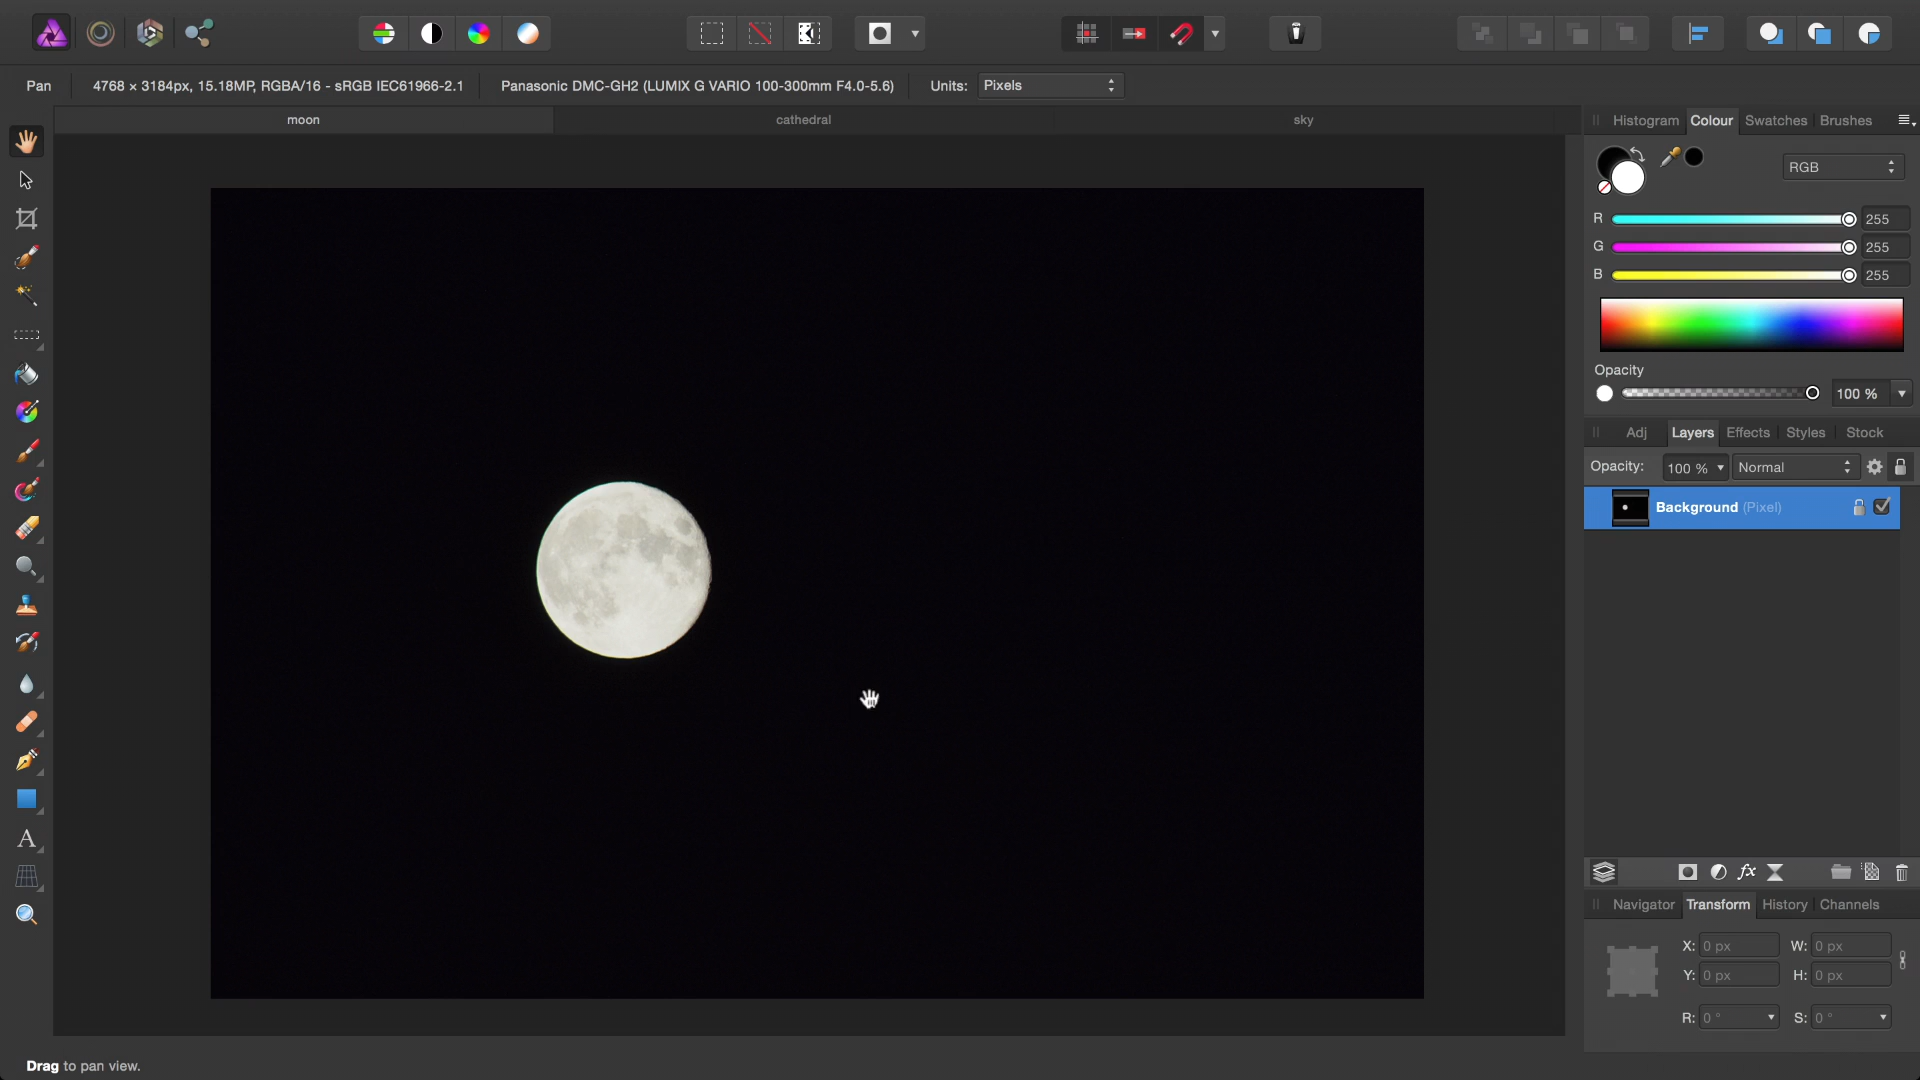 Pan
4768 × 3184px, 15.18MP, RGBA/16 - sRGB IEC61966-2.1
Panasonic DMC-GH2 (LUMIX G VARIO 100-300mm F4.0-5.6)
Units: Pixels
moon
cathedral
sky
Histogram Colour Swatches Brushes
RGB
R 255
G 255
B 255
Opacity
100 %
Adj Layers Effects Styles Stock
Opacity: 100 % Normal
Background (Pixel)
fx
Navigator Transform History Channels
X: 0 px W: 0 px
Y: 0 px H: 0 px
R: 0 ° S: 0 °
A
Drag to pan view.